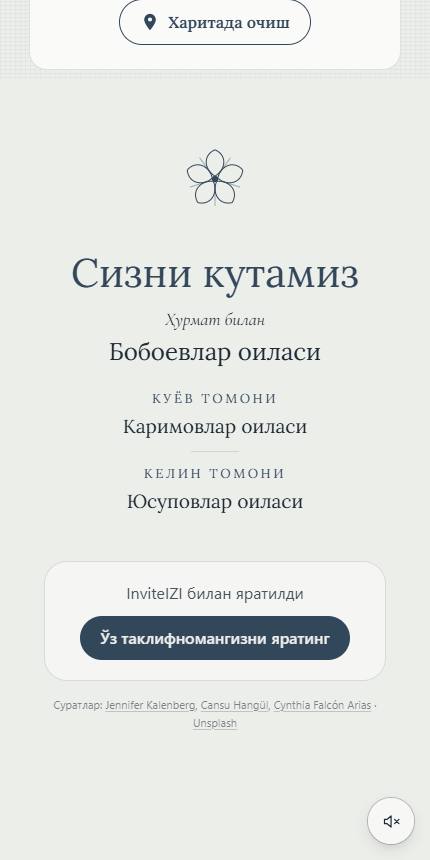 Харитада очиш
Сизни кутамиз
Хурмат билан
Бобоевлар оиласи
КУЁВ ТОМОНИ
Каримовлар оиласи
КЕЛИН ТОМОНИ
Юсуповлар оиласи
InviteIZI билан яратилди
Ўз таклифномангизни яратинг
Суратлар: Jennifer Kalenberg, Cansu Hangül, Cynthia Falcón Arias ·
Unsplash